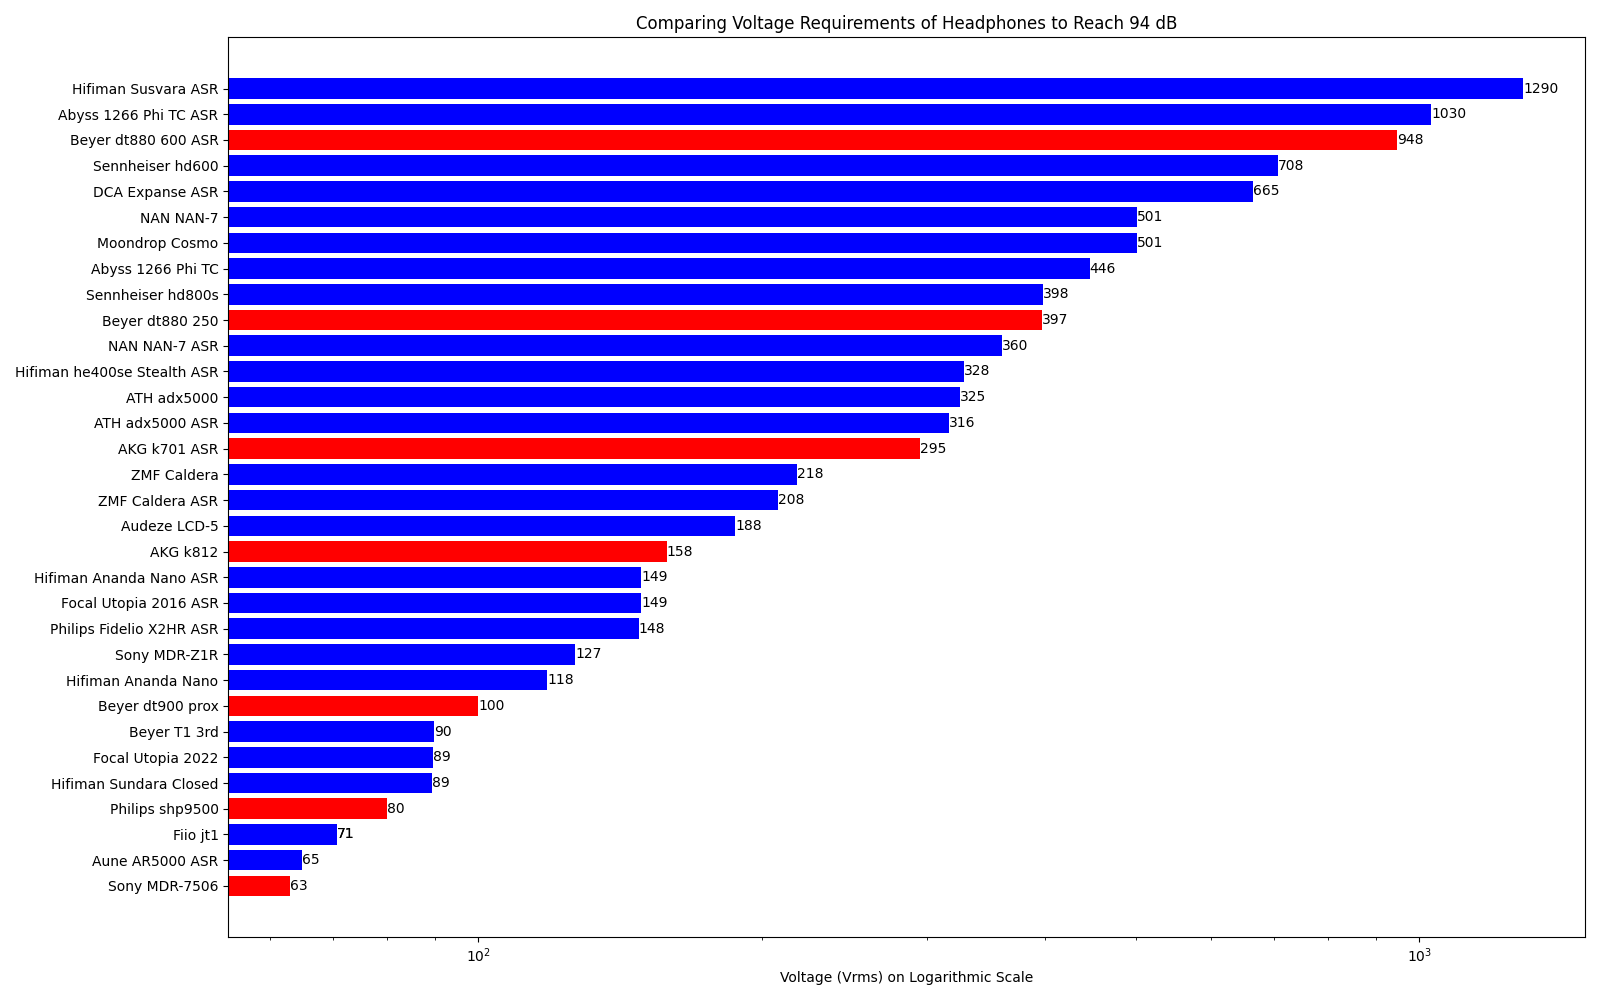 Comparing Voltage Requirements of Headphones to Reach 94 dB
Hifiman Susvara ASR 1290
Abyss 1266 Phi TC ASR 1030
Beyer dt880 600 ASR 948
Sennheiser hd600 708
DCA Expanse ASR 665
NAN NAN-7 501
Moondrop Cosmo 501
Abyss 1266 Phi TC 446
Sennheiser hd800s 398
Beyer dt880 250 397
NAN NAN-7 ASR 360
Hifiman he400se Stealth ASR 328
ATH adx5000 325
ATH adx5000 ASR 316
AKG k701 ASR 295
ZMF Caldera 218
ZMF Caldera ASR 208
Audeze LCD-5 188
AKG k812 158
Hifiman Ananda Nano ASR 149
Focal Utopia 2016 ASR 149
Philips Fidelio X2HR ASR 148
Sony MDR-Z1R 127
Hifiman Ananda Nano 118
Beyer dt900 prox 100
Beyer T1 3rd 90
Focal Utopia 2022 89
Hifiman Sundara Closed 89
Philips shp9500 80
Fiio jt1 71
Aune AR5000 ASR 65
Sony MDR-7506 63
10² 10³
Voltage (Vrms) on Logarithmic Scale